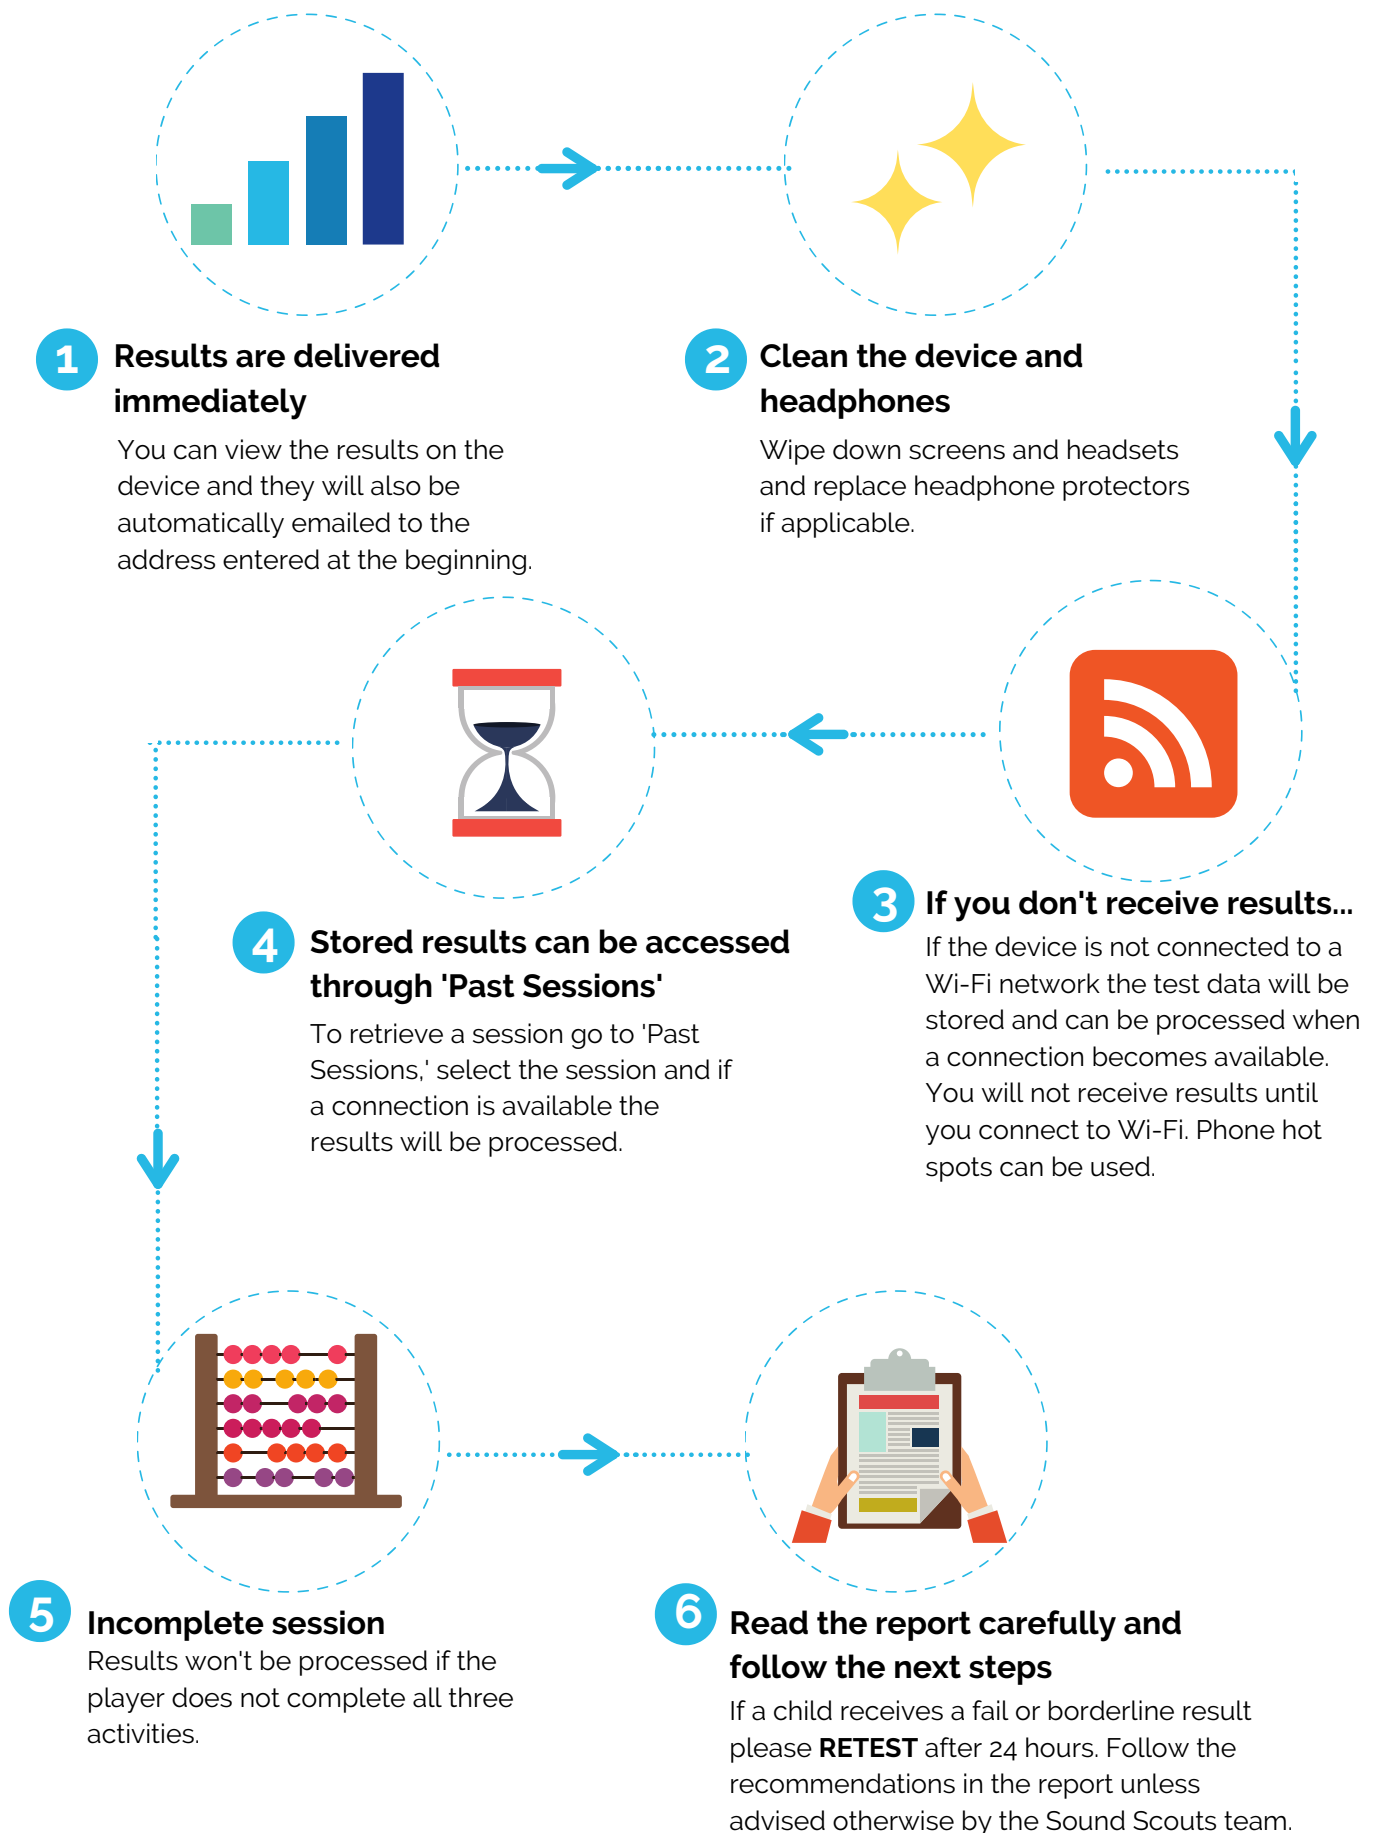 1 Results are delivered
immediately
You can view the results on the
device and they will also be
automatically emailed to the
address entered at the beginning.
2 Clean the device and
headphones
Wipe down screens and headsets
and replace headphone protectors
if applicable.
3 If you don't receive results...
If the device is not connected to a
Wi-Fi network the test data will be
stored and can be processed when
a connection becomes available.
You will not receive results until
you connect to Wi-Fi. Phone hot
spots can be used.
4 Stored results can be accessed
through 'Past Sessions'
To retrieve a session go to 'Past
Sessions,' select the session and if
a connection is available the
results will be processed.
5 Incomplete session
Results won't be processed if the
player does not complete all three
activities.
6 Read the report carefully and
follow the next steps
If a child receives a fail or borderline result
please RETEST after 24 hours. Follow the
recommendations in the report unless
advised otherwise by the Sound Scouts team.